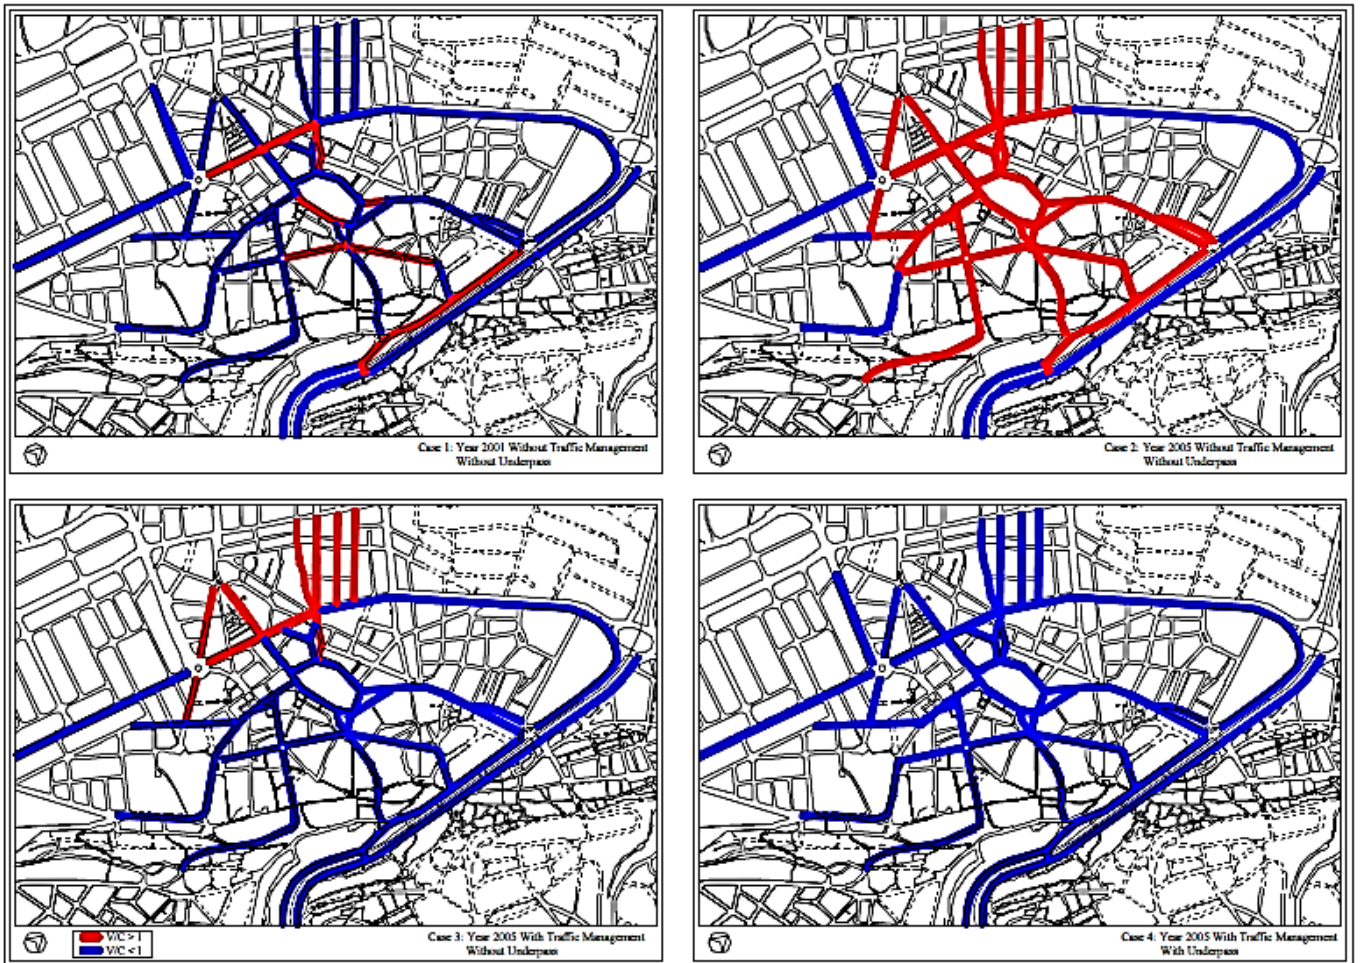 Case 1: Year 2001 Without Traffic Management
Without Underpass
Case 2: Year 2005 Without Traffic Management
Without Underpass
V/C > 1
V/C < 1
Case 3: Year 2005 With Traffic Management
Without Underpass
Case 4: Year 2005 With Traffic Management
With Underpass